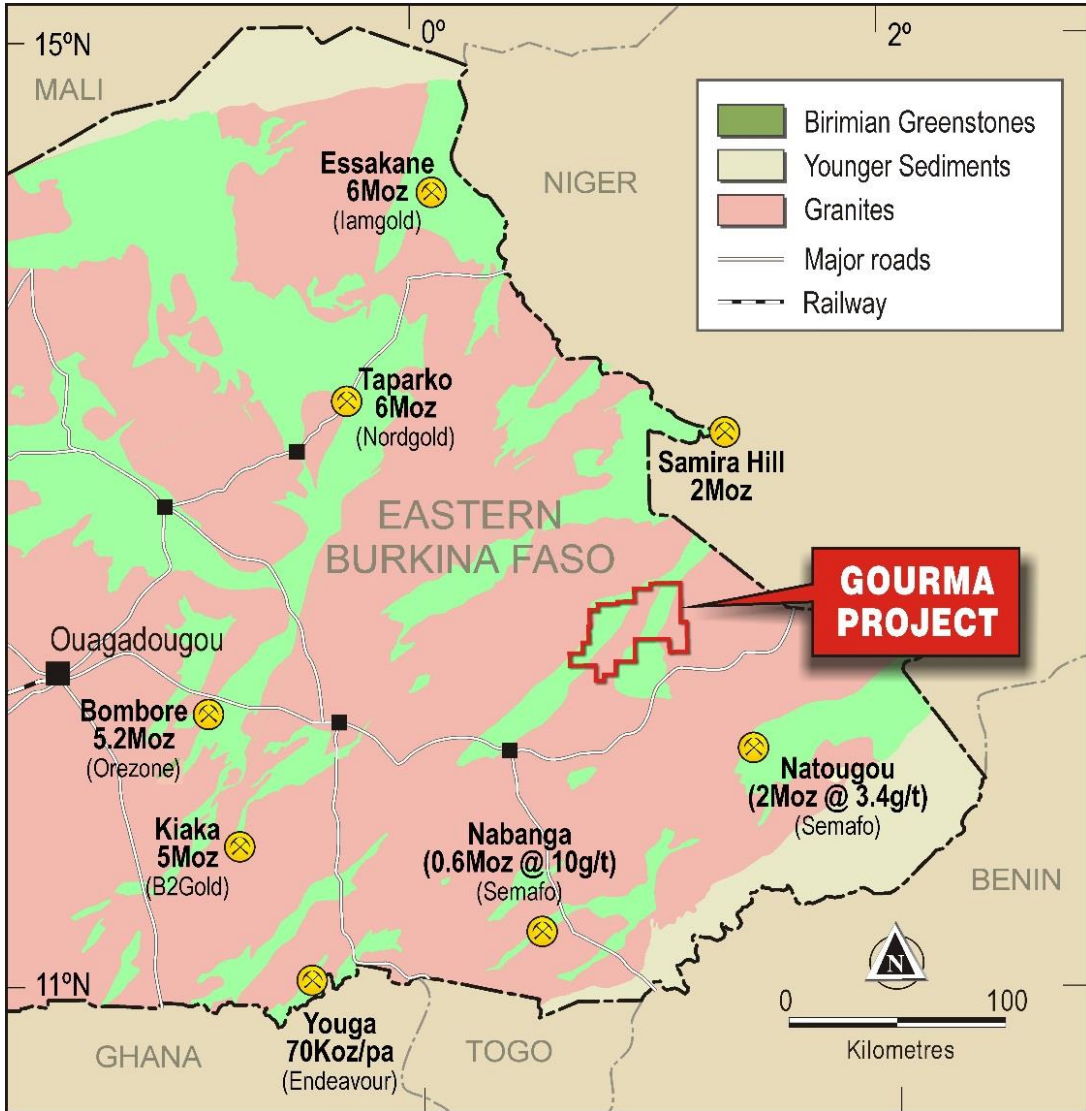 0º
2º
15ºN
MALI
Birimian Greenstones
Younger Sediments
Granites
Major roads
Railway
Essakane
6Moz
(Iamgold)
NIGER
Taparko
6Moz
(Nordgold)
Samira Hill
2Moz
EASTERN
BURKINA FASO
GOURMA
PROJECT
Ouagadougou
Bombore
5.2Moz
(Orezone)
Natougou
(2Moz @ 3.4g/t)
(Semafo)
Kiaka
5Moz
(B2Gold)
Nabanga
(0.6Moz @ 10g/t)
(Semafo)
BENIN
N
11ºN
0
100
Kilometres
Youga
70Koz/pa
(Endeavour)
GHANA
TOGO